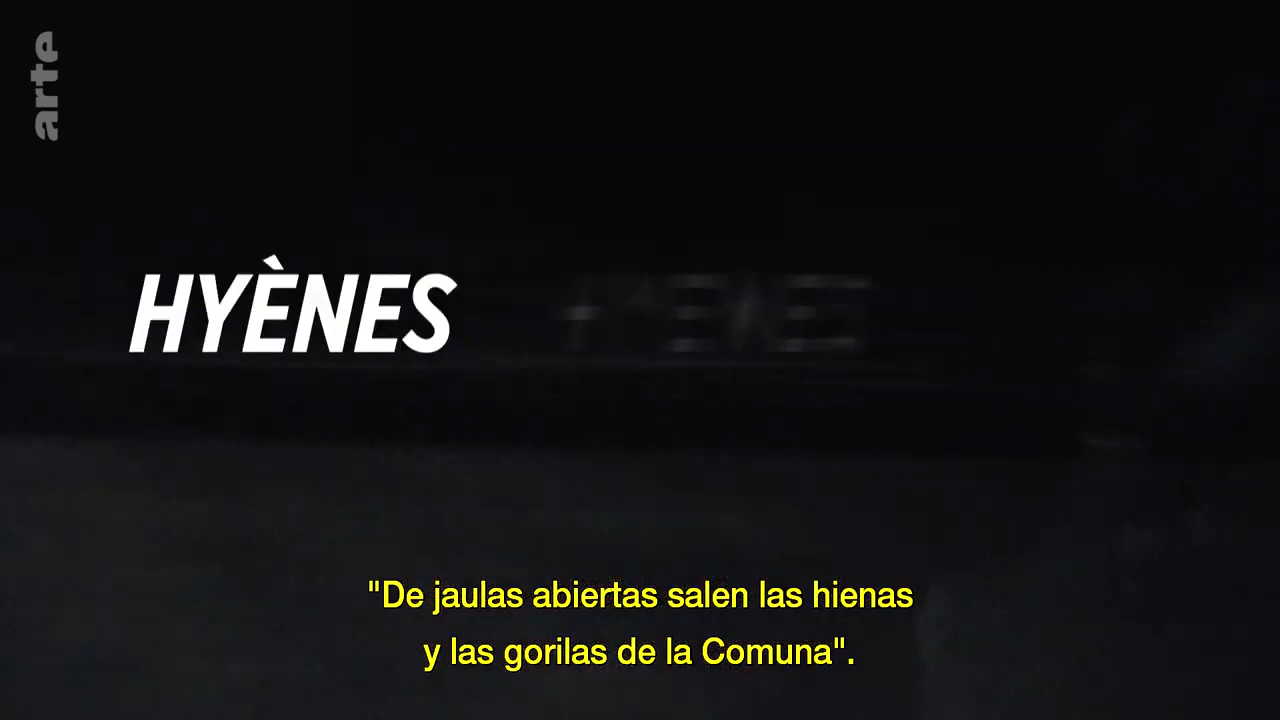 arte
HYÈNES
"De jaulas abiertas salen las hienas
y las gorilas de la Comuna".